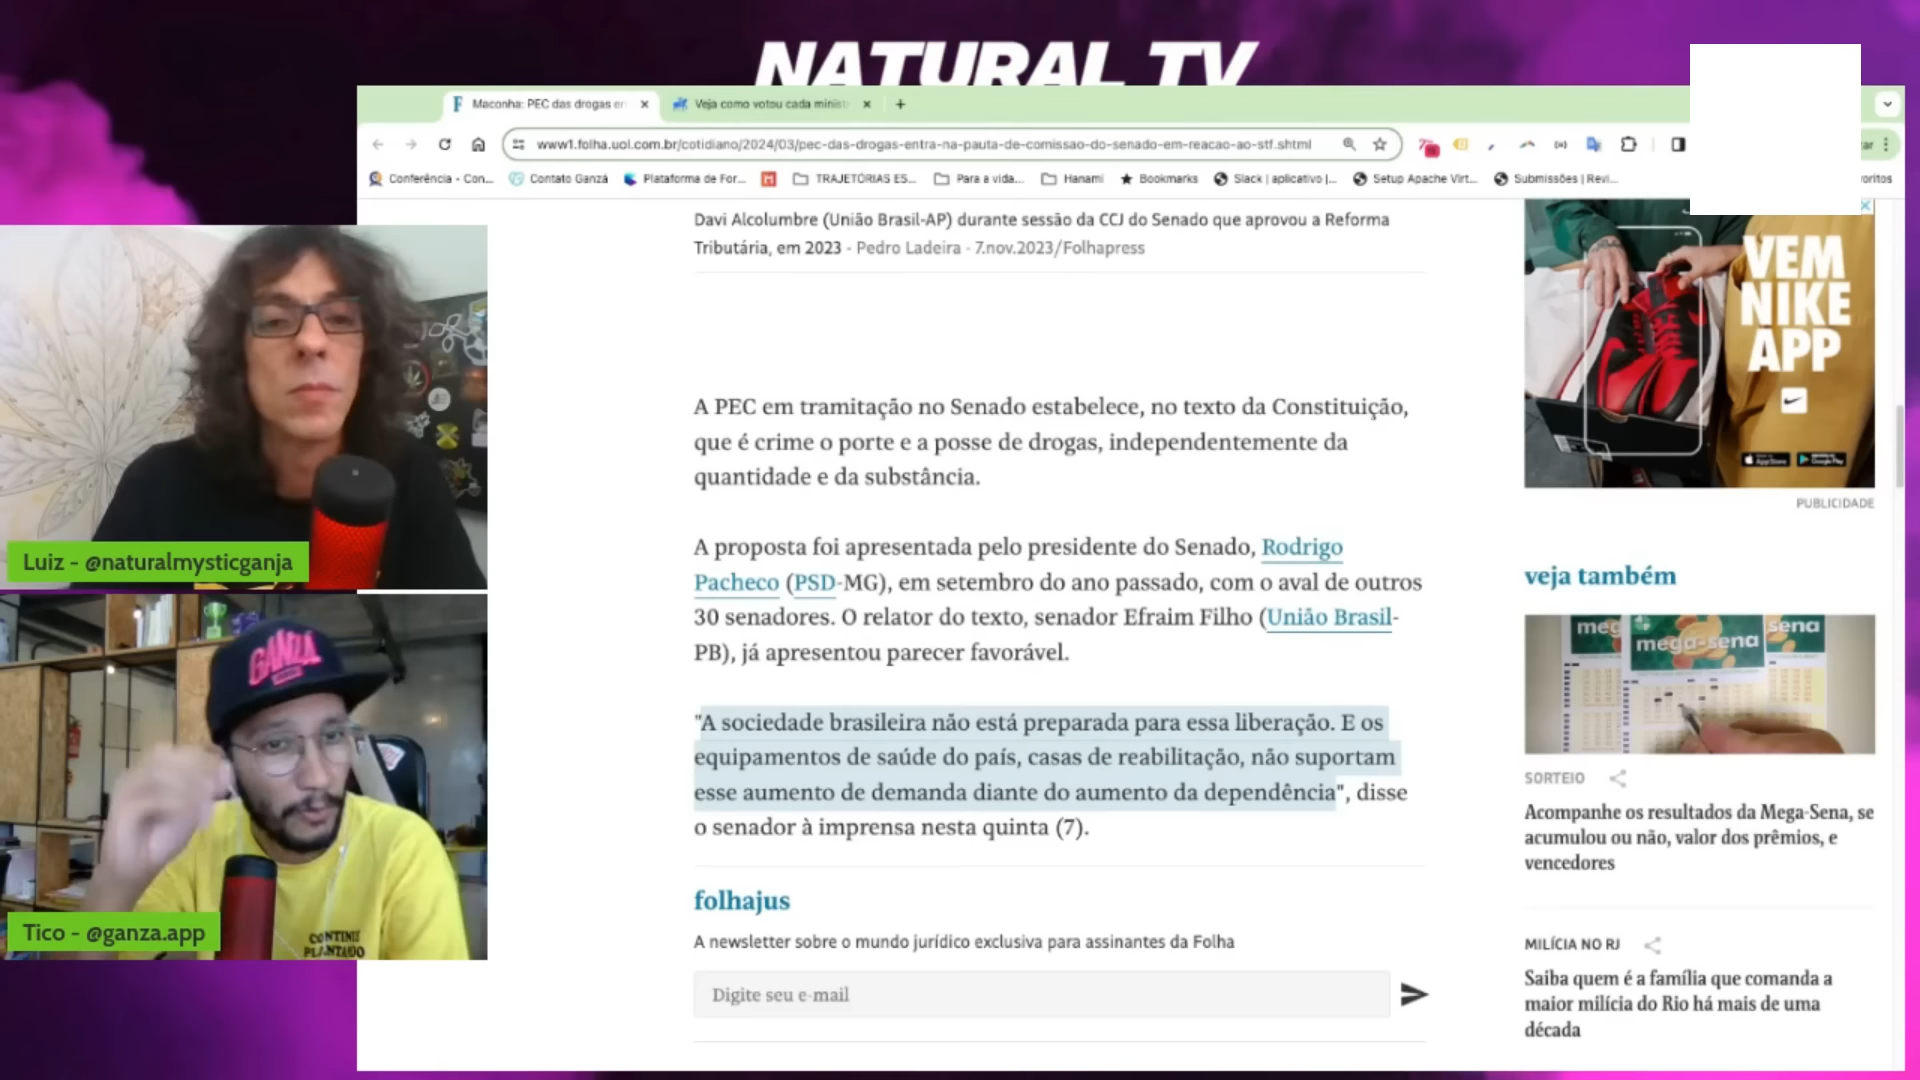 NATURAL TV
Maconha: PEC das drogas en
Veja como votou cada minist
www1.folha.uol.com.br/cotidiano/2024/03/pec-das-drogas-entra-na-pauta-de-comissao-do-senado-em-reacao-ao-stf.shtml
Conferência - Con...
Contato Ganza
Plataforma de For...
TRAJETÓRIAS ES...
Para a vida...
Hanami
Bookmarks
Slack | aplicativo |...
Setup Apache Virt...
Submissões | Revi...
Davi Alcolumbre (União Brasil-AP) durante sessão da CCJ do Senado que aprovou a Reforma
Tributária, em 2023 - Pedro Ladeira - 7.nov.2023/Folhapress
A PEC em tramitação no Senado estabelece, no texto da Constituição,
que é crime o porte e a posse de drogas, independentemente da
quantidade e da substância.
A proposta foi apresentada pelo presidente do Senado, Rodrigo
Pacheco (PSD-MG), em setembro do ano passado, com o aval de outros
30 senadores. O relator do texto, senador Efraim Filho (União Brasil-
PB), já apresentou parecer favorável.
"A sociedade brasileira não está preparada para essa liberação. E os
equipamentos de saúde do país, casas de reabilitação, não suportam
esse aumento de demanda diante do aumento da dependência", disse
o senador à imprensa nesta quinta (7).
folhajus
A newsletter sobre o mundo jurídico exclusiva para assinantes da Folha
Digite seu e-mail
VEM
NIKE
APP
App Store
Google Play
PUBLICIDADE
veja também
meg
mega-sena
sena
SORTEIO
Acompanhe os resultados da Mega-Sena, se
acumulou ou não, valor dos prêmios, e
vencedores
MILÍCIA NO RJ
Saiba quem é a família que comanda a
maior milícia do Rio há mais de uma
década
Luiz - @naturalmysticganja
GANZA
CONTINUE
PLANTANDO
Tico - @ganza.app